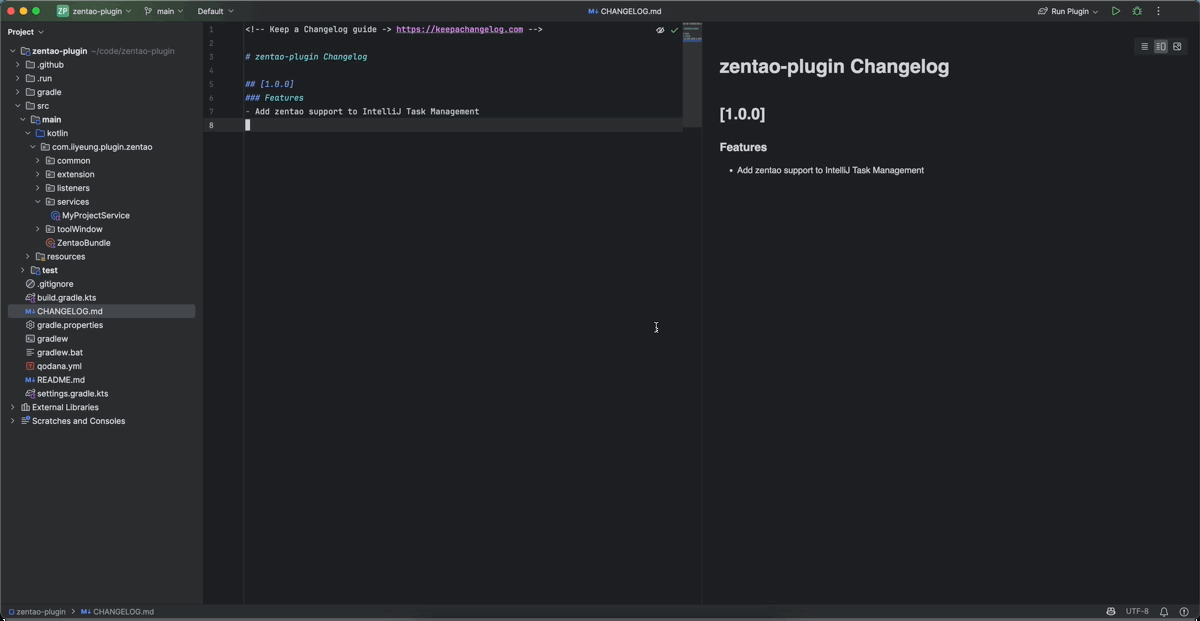 ZP zentao-plugin main Default M↓ CHANGELOG.md Run Plugin
Project
zentao-plugin ~/code/zentao-plugin
.github
.run
gradle
src
main
kotlin
com.liyeung.plugin.zentao
common
extension
listeners
services
MyProjectService
toolWindow
ZentaoBundle
resources
test
.gitignore
build.gradle.kts
M↓ CHANGELOG.md
gradle.properties
gradlew
gradlew.bat
qodana.yml
M↓ README.md
settings.gradle.kts
External Libraries
Scratches and Consoles
1 <!-- Keep a Changelog guide -> https://keepachangelog.com -->
2
3 # zentao-plugin Changelog
4
5 ## [1.0.0]
6 ### Features
7 - Add zentao support to IntelliJ Task Management
8
zentao-plugin Changelog
[1.0.0]
Features
• Add zentao support to IntelliJ Task Management
zentao-plugin > M↓ CHANGELOG.md UTF-8